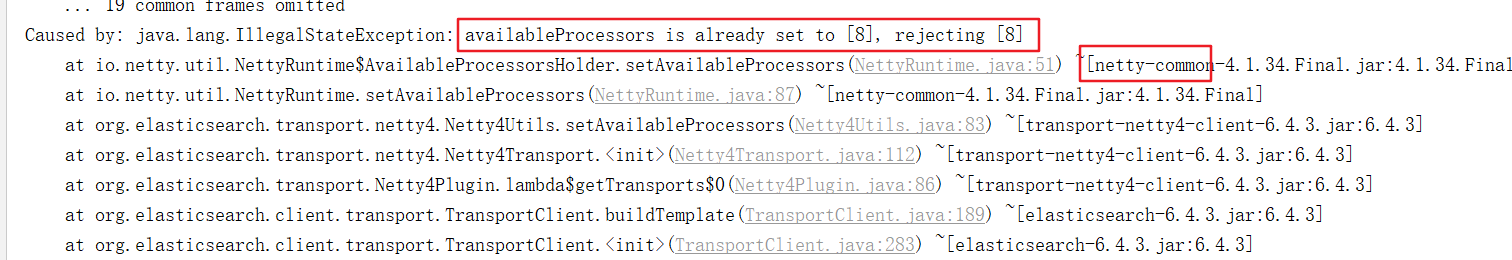 ... 19 common frames omitted
Caused by: java.lang.IllegalStateException: availableProcessors is already set to [8], rejecting [8]
at io.netty.util.NettyRuntime$AvailableProcessorsHolder.setAvailableProcessors(NettyRuntime.java:51) ~[netty-common-4.1.34.Final.jar:4.1.34.Final
at io.netty.util.NettyRuntime.setAvailableProcessors(NettyRuntime.java:87) ~[netty-common-4.1.34.Final.jar:4.1.34.Final]
at org.elasticsearch.transport.netty4.Netty4Utils.setAvailableProcessors(Netty4Utils.java:83) ~[transport-netty4-client-6.4.3.jar:6.4.3]
at org.elasticsearch.transport.netty4.Netty4Transport.<init>(Netty4Transport.java:112) ~[transport-netty4-client-6.4.3.jar:6.4.3]
at org.elasticsearch.transport.Netty4Plugin.lambda$getTransports$0(Netty4Plugin.java:86) ~[transport-netty4-client-6.4.3.jar:6.4.3]
at org.elasticsearch.client.transport.TransportClient.buildTemplate(TransportClient.java:189) ~[elasticsearch-6.4.3.jar:6.4.3]
at org.elasticsearch.client.transport.TransportClient.<init>(TransportClient.java:283) ~[elasticsearch-6.4.3.jar:6.4.3]